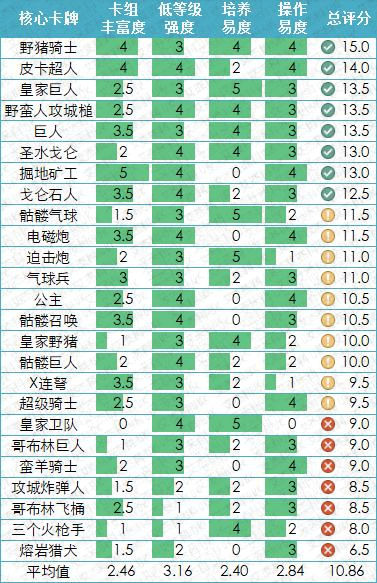 核心卡牌 卡组丰富度 低等级强度 培养易度 操作易度 总评分
野猪骑士 4 3 4 4 15.0
皮卡超人 4 4 2 4 14.0
皇家巨人 2.5 3 5 3 13.5
野蛮人攻城槌 2.5 4 4 3 13.5
巨人 3.5 3 4 3 13.5
圣水戈仑 2 4 4 3 13.0
掘地矿工 5 4 0 4 13.0
戈仑石人 3.5 4 2 3 12.5
骷髅气球 1.5 3 5 2 11.5
电磁炮 3.5 4 0 4 11.5
迫击炮 2 3 5 1 11.0
气球兵 3 3 2 3 11.0
公主 2.5 4 0 4 10.5
骷髅召唤 3.5 4 0 3 10.5
皇家野猪 1 3 4 2 10.0
骷髅巨人 2 4 2 2 10.0
X连弩 3.5 3 2 1 9.5
超级骑士 2.5 3 0 4 9.5
皇家卫队 0 4 5 0 9.0
哥布林巨人 1 3 2 3 9.0
蛮羊骑士 2 3 0 4 9.0
攻城炸弹人 1.5 2 2 3 8.5
哥布林飞桶 2.5 1 2 3 8.5
三个火枪手 1 1 4 2 8.0
熔岩猎犬 1.5 2 0 3 6.5
平均值 2.46 3.16 2.40 2.84 10.86